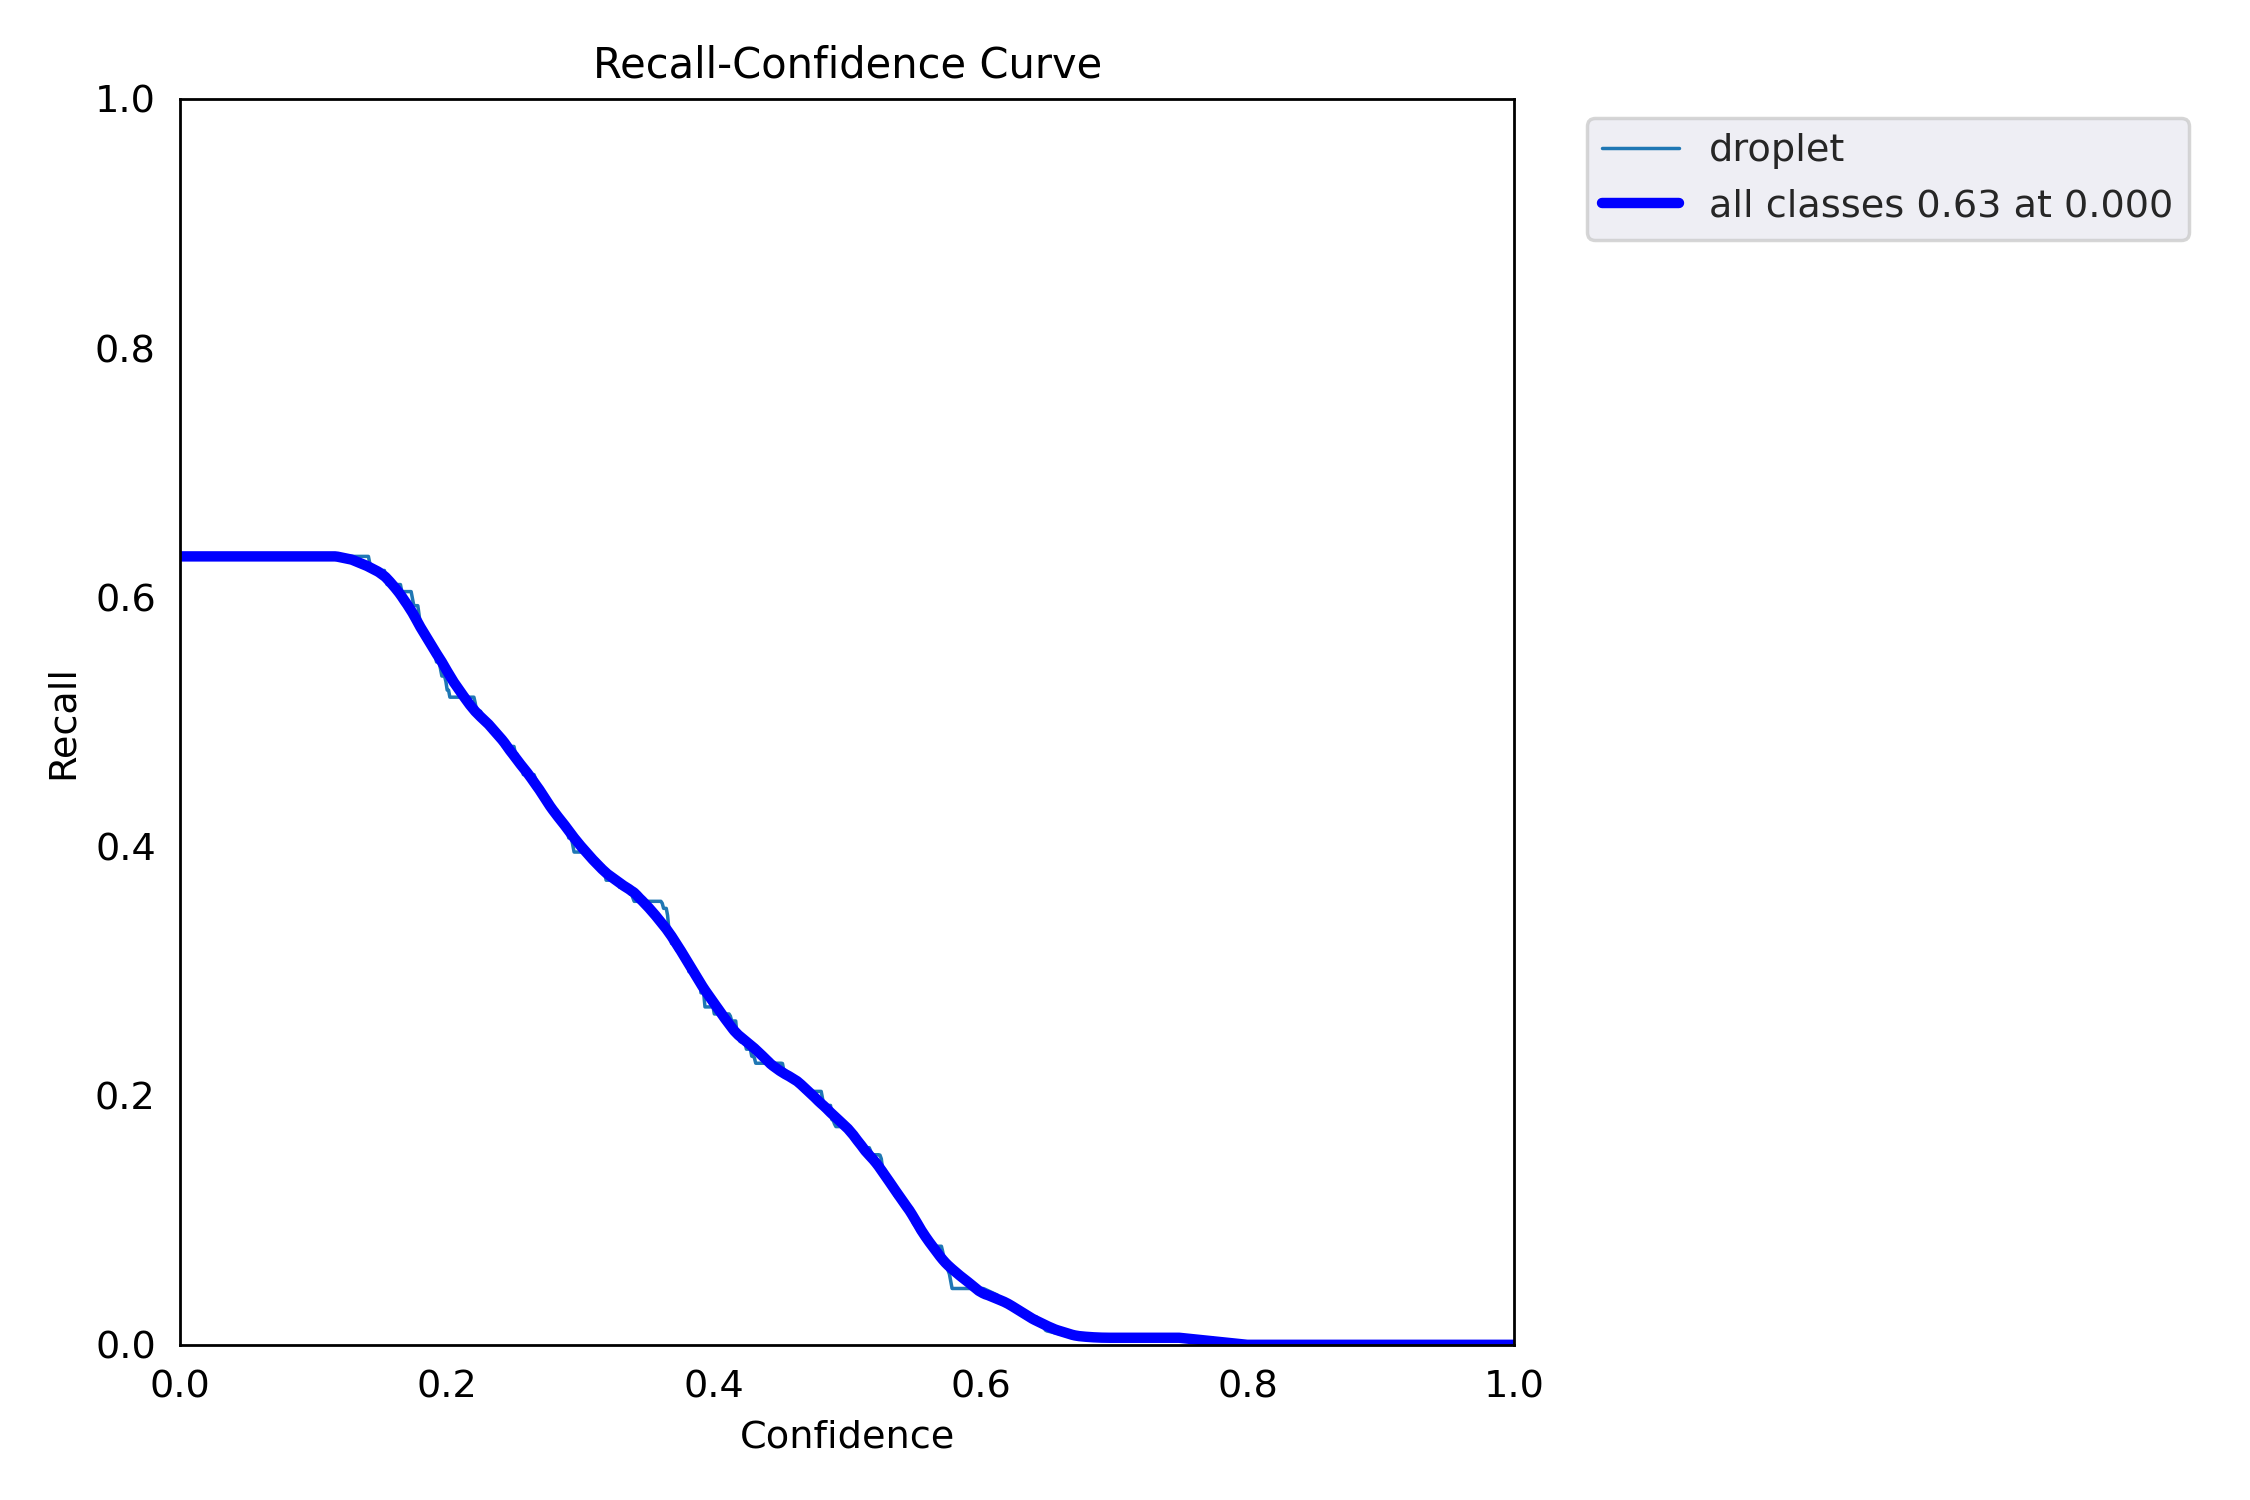 Recall-Confidence Curve
1.0
0.8
0.6
0.4
0.2
0.0
Recall
0.0 0.2 0.4 0.6 0.8 1.0
Confidence
droplet
all classes 0.63 at 0.000